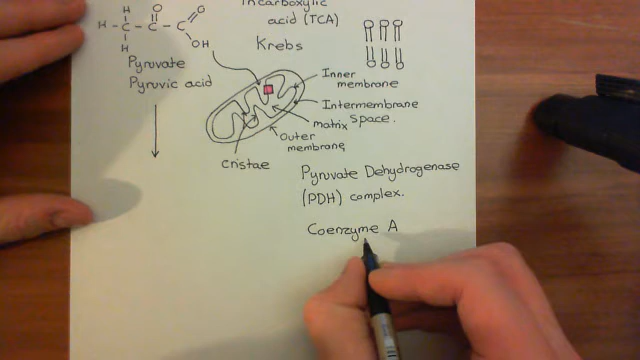 Tricarboxylic
acid (TCA)
Krebs
H O O
H - C - C - C
H OH
Pyruvate
Pyruvic acid
Inner
membrane
Intermembrane
space.
matrix
Outer
membrane
Cristae
Pyruvate Dehydrogenase
(PDH) complex.
Coenzyme A